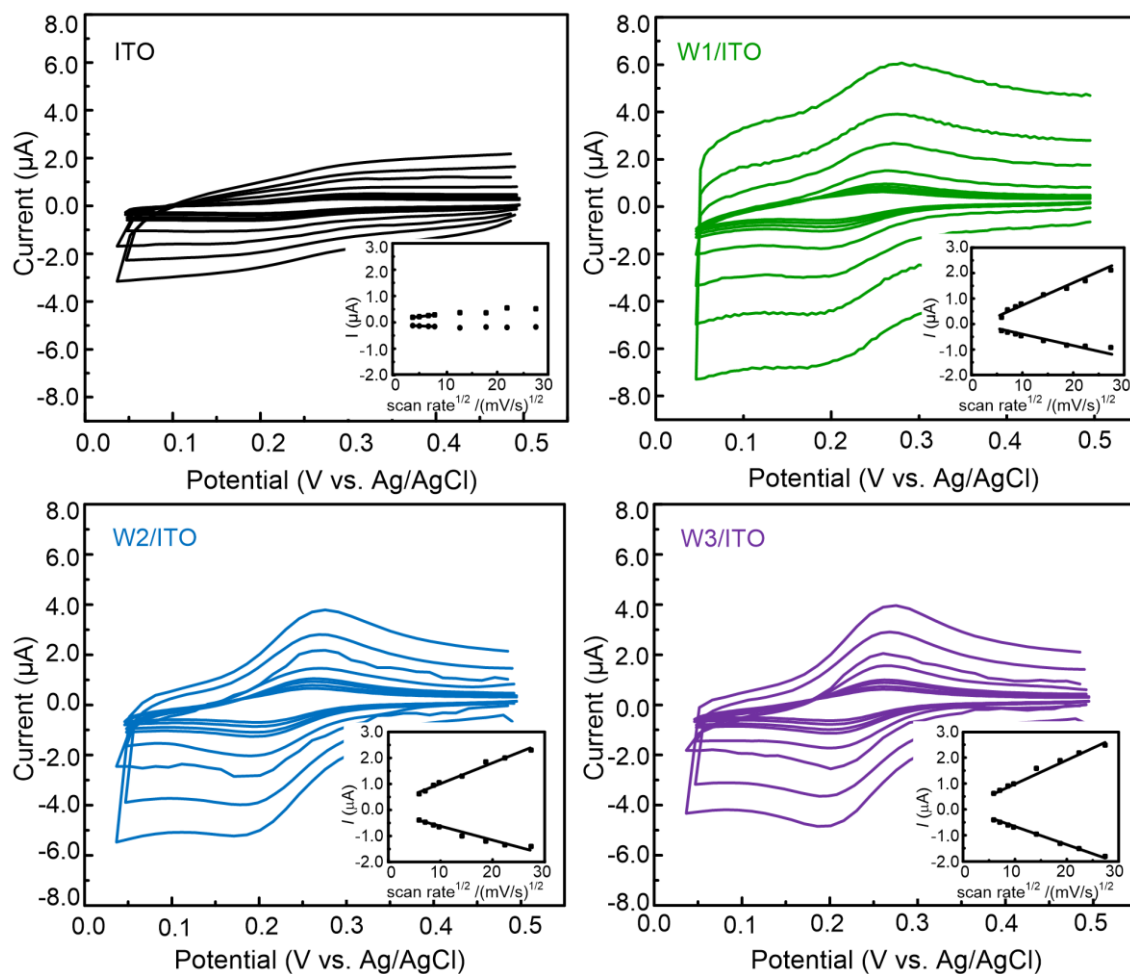 8.0
6.0
4.0
2.0
0.0
-2.0
-4.0
-6.0
-8.0
Current (µA)
ITO
3.0
2.0
1.0
0.0
-1.0
-2.0
I (µA)
0 10 20 30
scan rate1/2 /(mV/s)1/2
0.0 0.1 0.2 0.3 0.4 0.5
Potential (V vs. Ag/AgCl)
8.0
6.0
4.0
2.0
0.0
-2.0
-4.0
-6.0
-8.0
Current (µA)
W1/ITO
3.0
2.0
1.0
0.0
-1.0
-2.0
I (µA)
0 10 20 30
scan rate1/2 /(mV/s)1/2
0.0 0.1 0.2 0.3 0.4 0.5
Potential (V vs. Ag/AgCl)
8.0
6.0
4.0
2.0
0.0
-2.0
-4.0
-6.0
-8.0
Current (µA)
W2/ITO
3.0
2.0
1.0
0.0
-1.0
-2.0
I (µA)
0 10 20 30
scan rate1/2 /(mV/s)1/2
0.0 0.1 0.2 0.3 0.4 0.5
Potential (V vs. Ag/AgCl)
8.0
6.0
4.0
2.0
0.0
-2.0
-4.0
-6.0
-8.0
Current (µA)
W3/ITO
3.0
2.0
1.0
0.0
-1.0
-2.0
I (µA)
0 10 20 30
scan rate1/2 /(mV/s)1/2
0.0 0.1 0.2 0.3 0.4 0.5
Potential (V vs. Ag/AgCl)